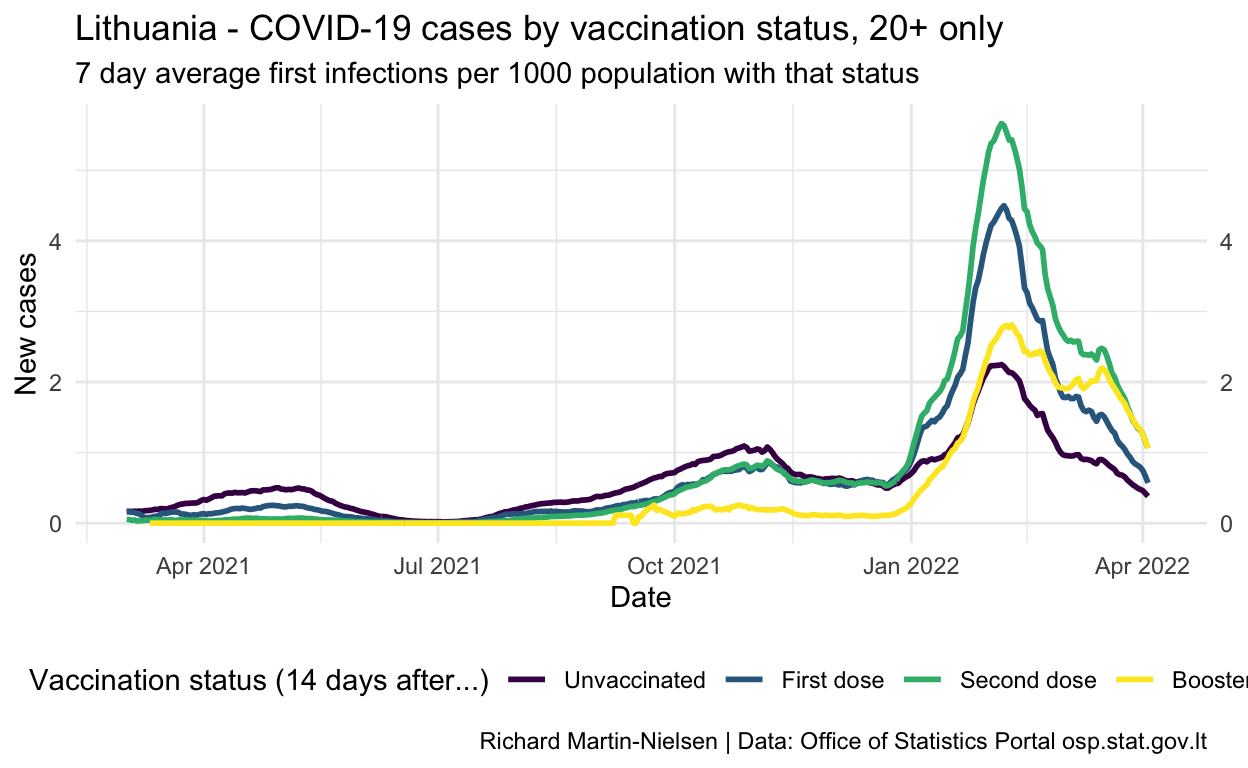 Lithuania - COVID-19 cases by vaccination status, 20+ only
7 day average first infections per 1000 population with that status
New cases
4
2
0
4
2
0
Apr 2021 Jul 2021 Oct 2021 Jan 2022 Apr 2022
Date
Vaccination status (14 days after...) Unvaccinated First dose Second dose Booster
Richard Martin-Nielsen | Data: Office of Statistics Portal osp.stat.gov.lt